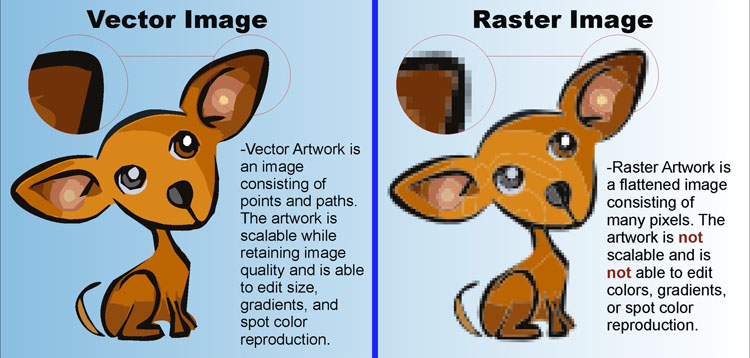 Vector Image
-Vector Artwork is
an image
consisting of
points and paths.
The artwork is
scalable while
retaining image
quality and is able
to edit size,
gradients, and
spot color
reproduction.
Raster Image
-Raster Artwork is
a flattened image
consisting of
many pixels. The
artwork is not
scalable and is
not able to edit
colors, gradients,
or spot color
reproduction.